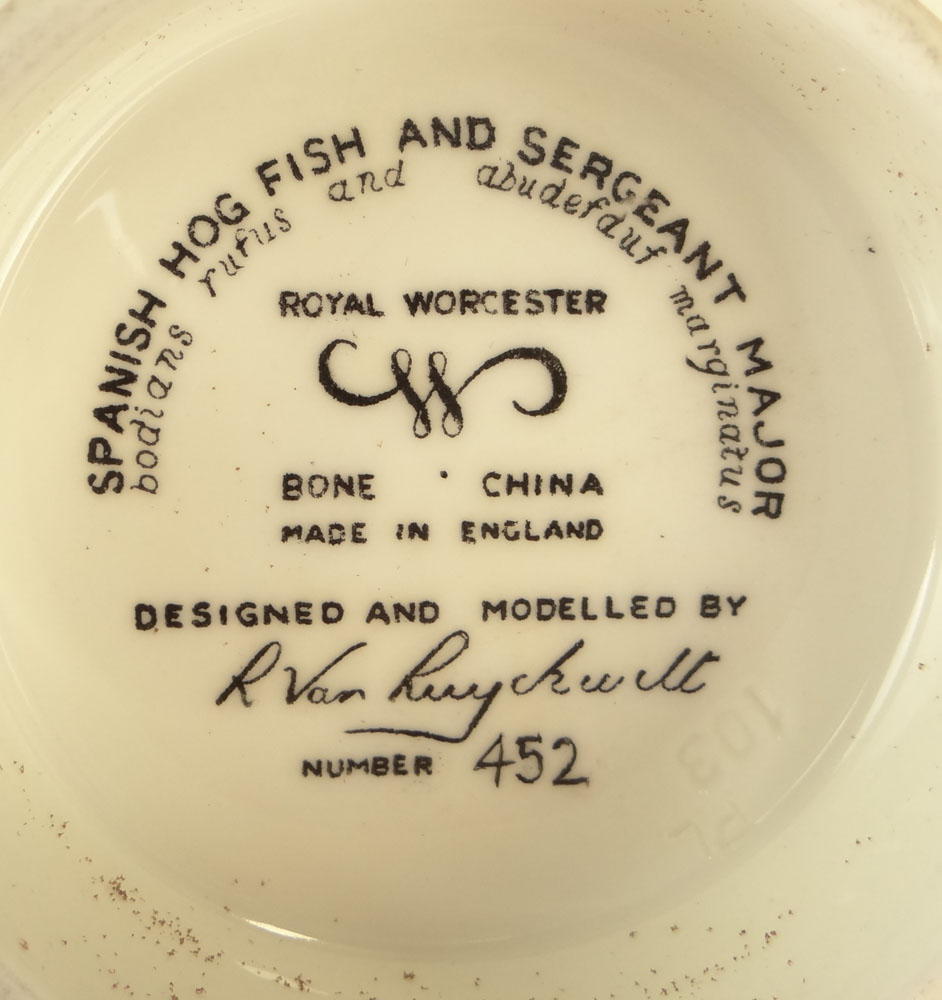 SPANISH HOG FISH AND SERGEANT MAJOR
bodians rufus and abudefduf marginatus
ROYAL WORCESTER
W
BONE CHINA
MADE IN ENGLAND
DESIGNED AND MODELLED BY
R Van Ruyckevelt
NUMBER 452
103